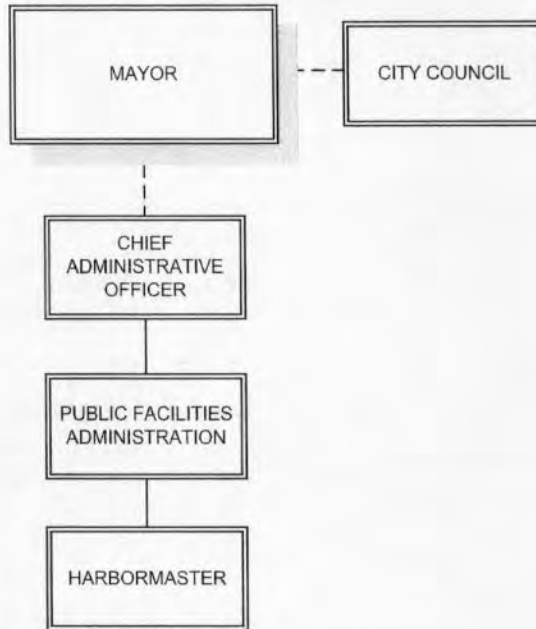 MAYOR
CITY COUNCIL
CHIEF
ADMINISTRATIVE
OFFICER
PUBLIC FACILITIES
ADMINISTRATION
HARBORMASTER